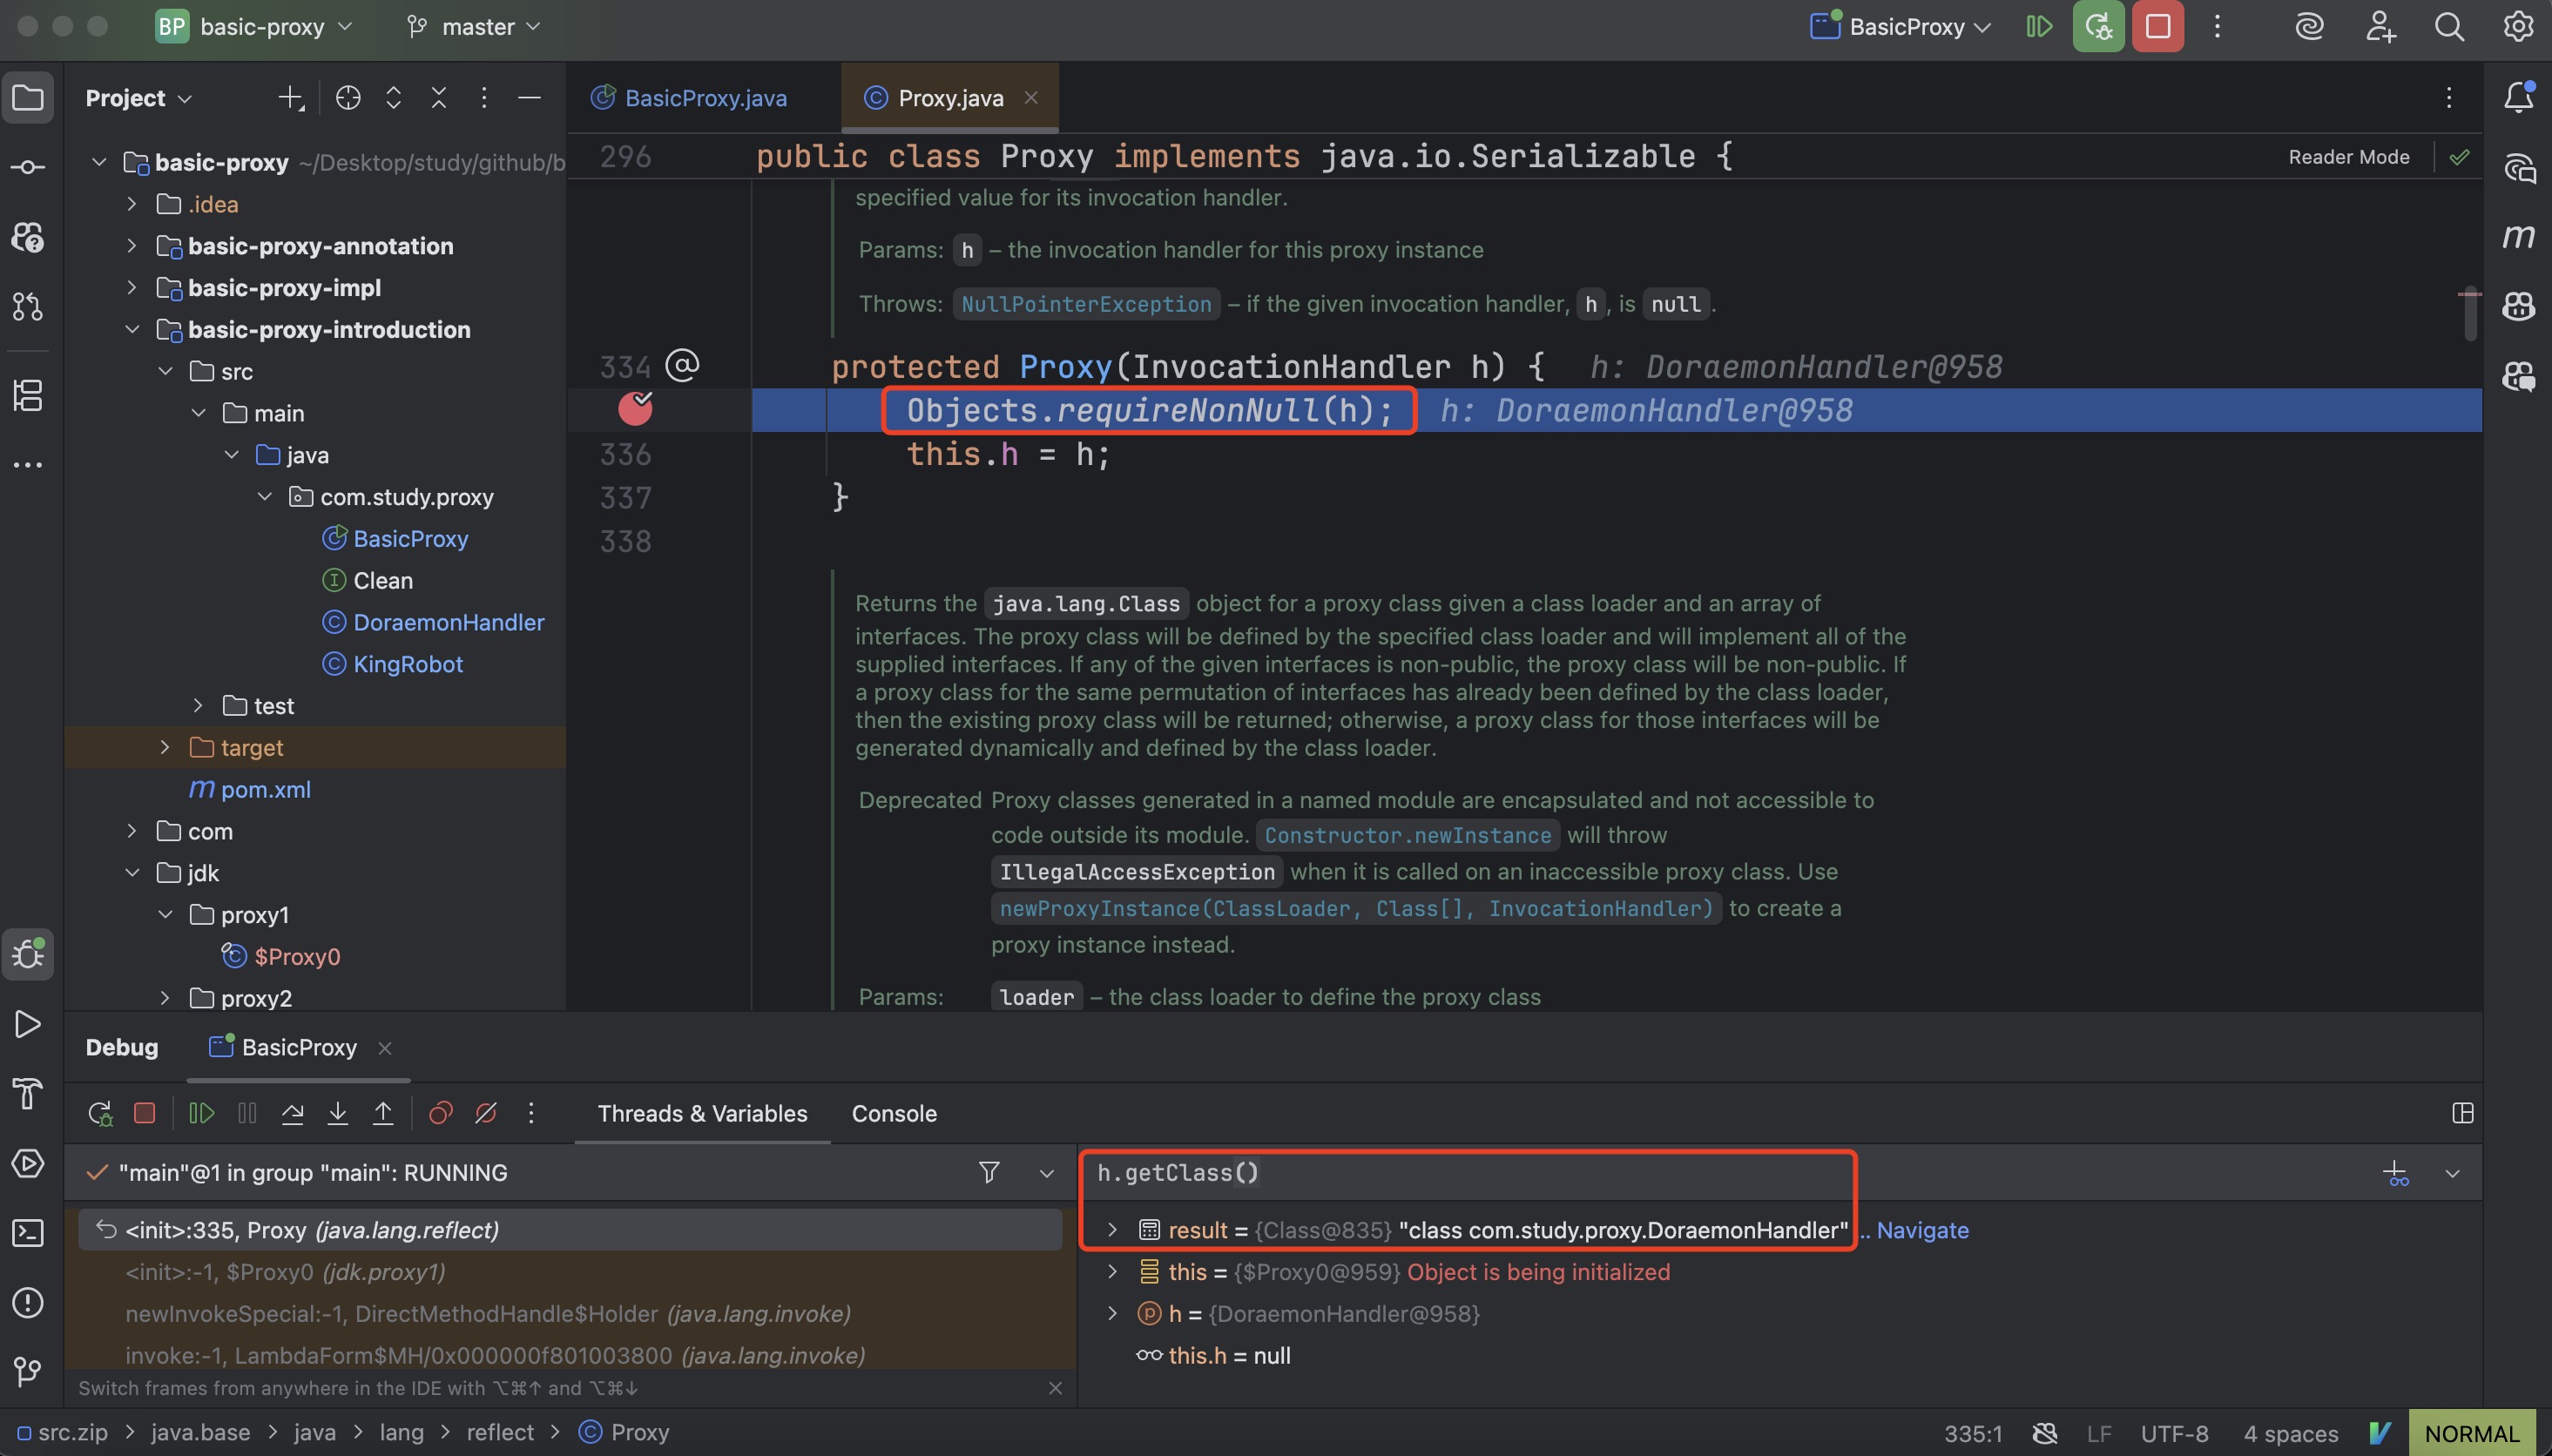 BP basic-proxy master BasicProxy
Project
BasicProxy.java Proxy.java
basic-proxy ~/Desktop/study/github/b
.idea
basic-proxy-annotation
basic-proxy-impl
basic-proxy-introduction
src
main
java
com.study.proxy
BasicProxy
Clean
DoraemonHandler
KingRobot
test
target
m pom.xml
com
jdk
proxy1
$Proxy0
proxy2
296 public class Proxy implements java.io.Serializable {
Reader Mode
specified value for its invocation handler.
Params: h – the invocation handler for this proxy instance
Throws: NullPointerException – if the given invocation handler, h, is null.
334 @ protected Proxy(InvocationHandler h) { h: DoraemonHandler@958
Objects.requireNonNull(h); h: DoraemonHandler@958
336 this.h = h;
337 }
338
Returns the java.lang.Class object for a proxy class given a class loader and an array of
interfaces. The proxy class will be defined by the specified class loader and will implement all of the
supplied interfaces. If any of the given interfaces is non-public, the proxy class will be non-public. If
a proxy class for the same permutation of interfaces has already been defined by the class loader,
then the existing proxy class will be returned; otherwise, a proxy class for those interfaces will be
generated dynamically and defined by the class loader.
Deprecated Proxy classes generated in a named module are encapsulated and not accessible to
code outside its module. Constructor.newInstance will throw
IllegalAccessException when it is called on an inaccessible proxy class. Use
newProxyInstance(ClassLoader, Class[], InvocationHandler) to create a
proxy instance instead.
Params: loader – the class loader to define the proxy class
Debug BasicProxy
Threads & Variables Console
"main"@1 in group "main": RUNNING
<init>:335, Proxy (java.lang.reflect)
<init>:-1, $Proxy0 (jdk.proxy1)
newInvokeSpecial:-1, DirectMethodHandle$Holder (java.lang.invoke)
invoke:-1, LambdaForm$MH/0x000000f801003800 (java.lang.invoke)
Switch frames from anywhere in the IDE with ⌥⌘↑ and ⌥⌘↓
h.getClass()
result = {Class@835} "class com.study.proxy.DoraemonHandler" .. Navigate
this = {$Proxy0@959} Object is being initialized
h = {DoraemonHandler@958}
this.h = null
src.zip > java.base > java > lang > reflect > Proxy
335:1 LF UTF-8 4 spaces NORMAL